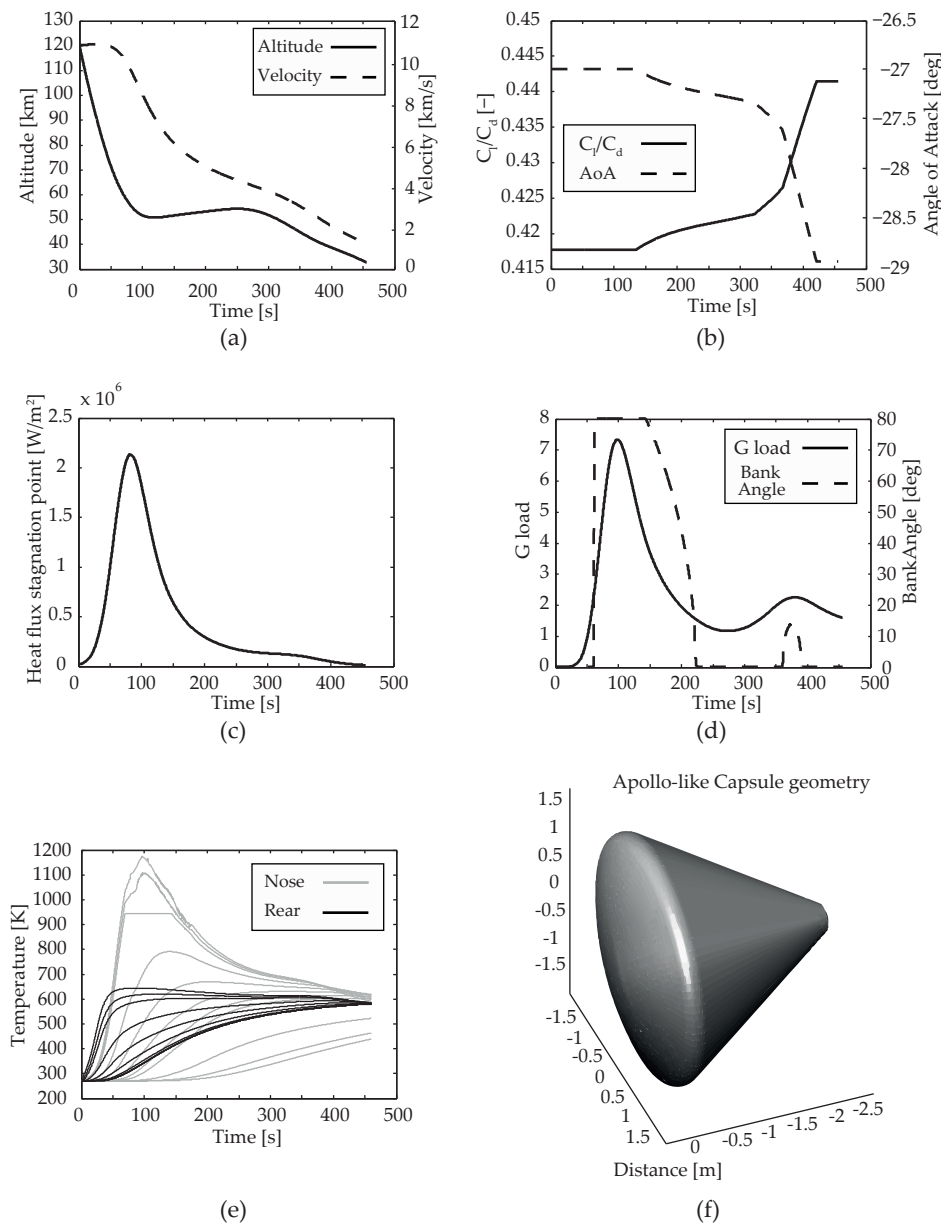 130
120
110
100
90
80
70
60
50
40
30
Altitude [km]
12
10
8
6
4
2
0
Velocity [km/s]
Altitude
Velocity
0 100 200 300 400 500
Time [s]
(a)
0.45
0.445
0.44
0.435
0.43
0.425
0.42
0.415
C_l/C_d [−]
−26.5
−27
−27.5
−28
−28.5
−29
Angle of Attack [deg]
C_l/C_d
AoA
0 100 200 300 400 500
Time [s]
(b)
x 10^6
2.5
2
1.5
1
0.5
0
Heat flux stagnation point [W/m²]
0 100 200 300 400 500
Time [s]
(c)
8
7
6
5
4
3
2
1
0
G load
80
70
60
50
40
30
20
10
0
BankAngle [deg]
G load
Bank
Angle
0 100 200 300 400 500
Time [s]
(d)
1200
1100
1000
900
800
700
600
500
400
300
200
Temperature [K]
Nose
Rear
0 100 200 300 400 500
Time [s]
(e)
Apollo-like Capsule geometry
1.5
1
0.5
0
-0.5
-1
-1.5
-1.5
-1
-0.5
0
0.5
1
1.5
0 -0.5 -1 -1.5 -2 -2.5
Distance [m]
(f)